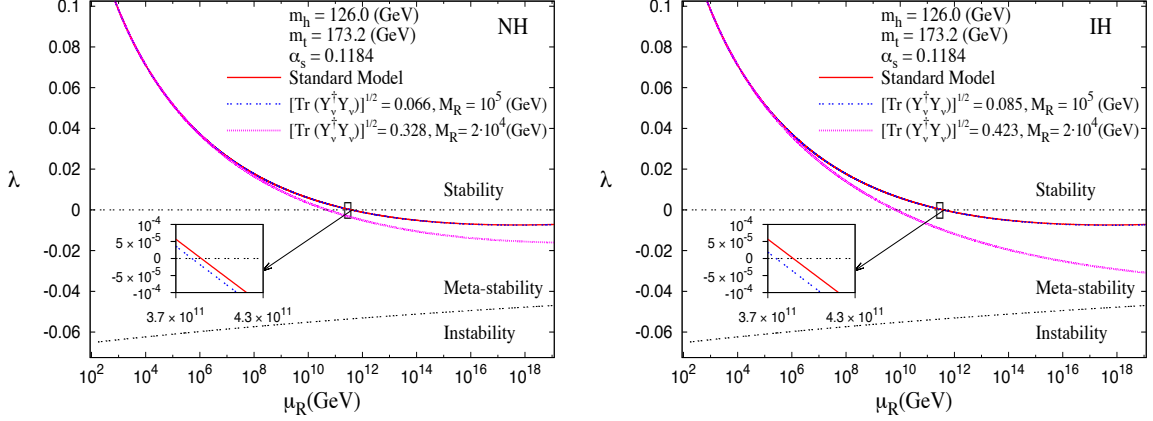 NH
m_h = 126.0 (GeV)
m_t = 173.2 (GeV)
α_s = 0.1184
Standard Model
[Tr (Y_ν^† Y_ν)]^{1/2} = 0.066, M_R = 10^5 (GeV)
[Tr (Y_ν^† Y_ν)]^{1/2} = 0.328, M_R = 2·10^4 (GeV)
0.1
0.08
0.06
0.04
0.02
0
-0.02
-0.04
-0.06
λ
Stability
Meta-stability
Instability
10^-4
5 × 10^-5
0
-5 × 10^-5
-10^-4
3.7 × 10^11
4.3 × 10^11
10^2 10^4 10^6 10^8 10^10 10^12 10^14 10^16 10^18
μ_R(GeV)
IH
m_h = 126.0 (GeV)
m_t = 173.2 (GeV)
α_s = 0.1184
Standard Model
[Tr (Y_ν^† Y_ν)]^{1/2} = 0.085, M_R = 10^5 (GeV)
[Tr (Y_ν^† Y_ν)]^{1/2} = 0.423, M_R = 2·10^4 (GeV)
0.1
0.08
0.06
0.04
0.02
0
-0.02
-0.04
-0.06
λ
Stability
Meta-stability
Instability
10^-4
5 × 10^-5
0
-5 × 10^-5
-10^-4
3.7 × 10^11
4.3 × 10^11
10^2 10^4 10^6 10^8 10^10 10^12 10^14 10^16 10^18
μ_R(GeV)